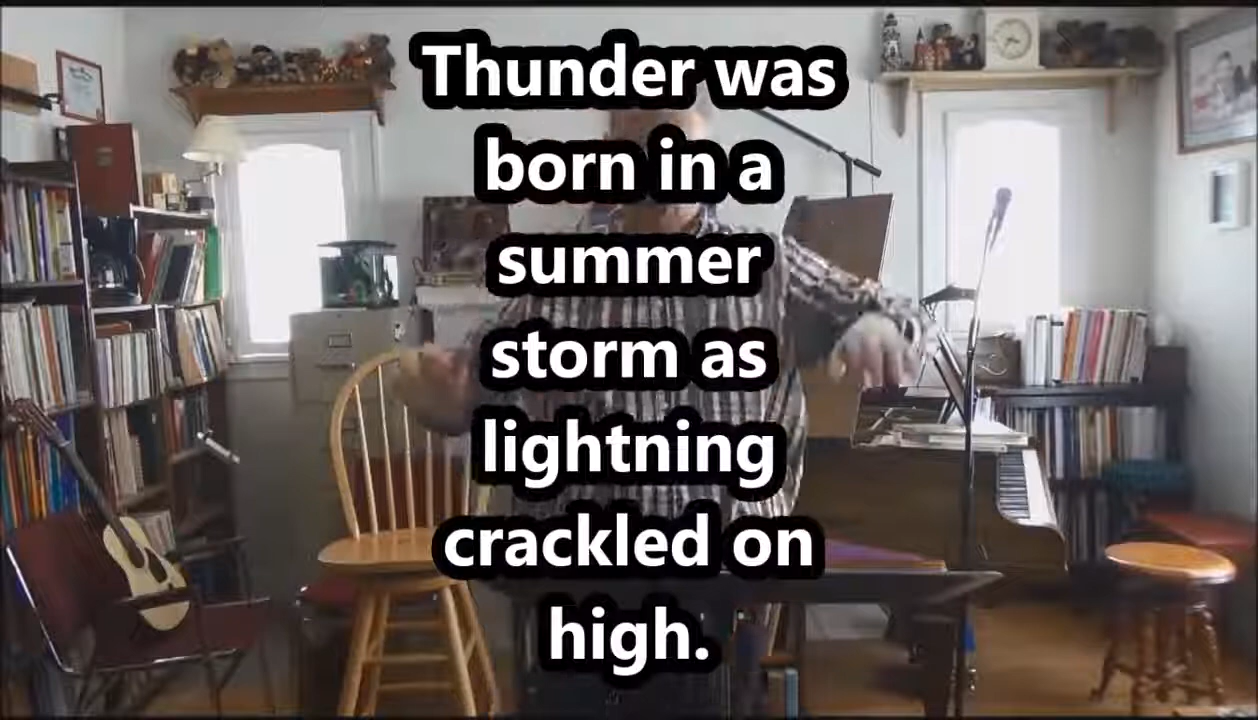 Thunder was
born in a
summer
storm as
lightning
crackled on
high.